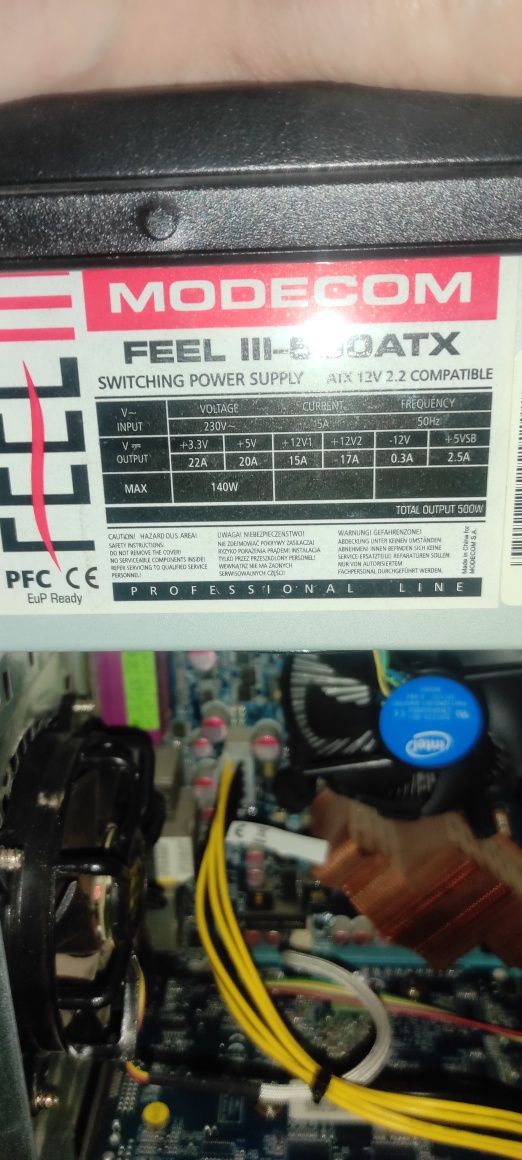 MODECOM
FEEL III-500ATX
SWITCHING POWER SUPPLY ATX 12V 2.2 COMPATIBLE
V~ INPUT VOLTAGE CURRENT FREQUENCY
230V~ 15A 50Hz
V OUTPUT +3.3V +5V +12V1 +12V2 -12V +5VSB
22A 20A 15A 17A 0.3A 2.5A
MAX 140W
TOTAL OUTPUT 500W
CAUTION! HAZARDOUS AREA!
SAFETY INSTRUCTIONS:
DO NOT REMOVE THE COVER!
NO SERVICEABLE COMPONENTS INSIDE!
REFER SERVICING TO QUALIFIED SERVICE
PERSONNEL!
UWAGA! NIEBEZPIECZEŃSTWO!
NIE ZDEJMOWAĆ POKRYWY ZASILACZA!
RYZYKO PORAŻENIA PRĄDEM! INSTALACJA
TYLKO PRZEZ PRZESZKOLONY PERSONEL!
WEWNĄTRZ NIE MA ŻADNYCH
SERWISOWALNYCH CZĘŚCI!
WARNUNG! GEFAHRENZONE!
ABDECKUNG UNTER KEINEN UMSTÄNDEN
ABNEHMEN! INNEN BEFINDEN SICH KEINE
SERVICE-ERSATZTEILE! REPARATUREN SOLLEN
NUR VON AUTORISIERTEM
FACHPERSONAL DURCHGEFÜHRT WERDEN.
Made in China for
MODECOM S.A.
FEEL III
PFC CE
EuP Ready
PROFESSIONAL LINE
intel